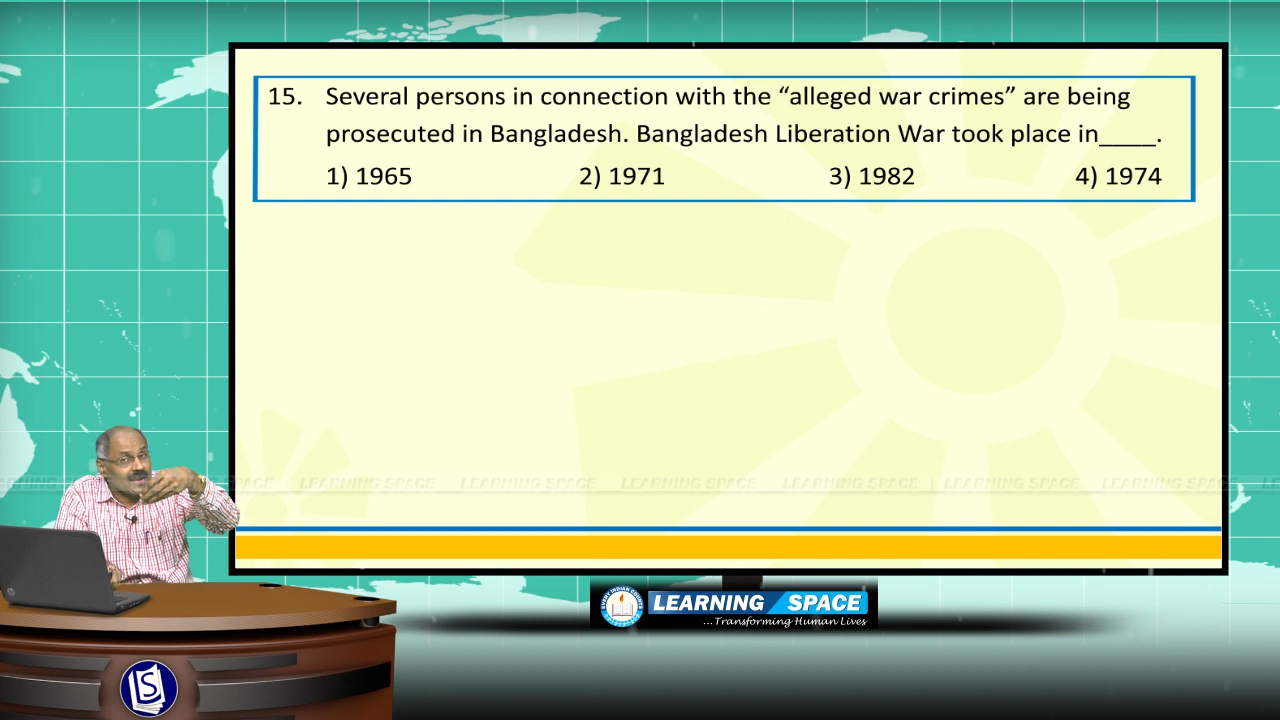 15. Several persons in connection with the “alleged war crimes” are being
prosecuted in Bangladesh. Bangladesh Liberation War took place in____.
1) 1965 2) 1971 3) 1982 4) 1974
LEARNING SPACE LEARNING SPACE LEARNING SPACE LEARNING SPACE LEARNING SPACE LEARNING SPACE LEARNING SPACE
LEARNING SPACE
...Transforming Human Lives
LS